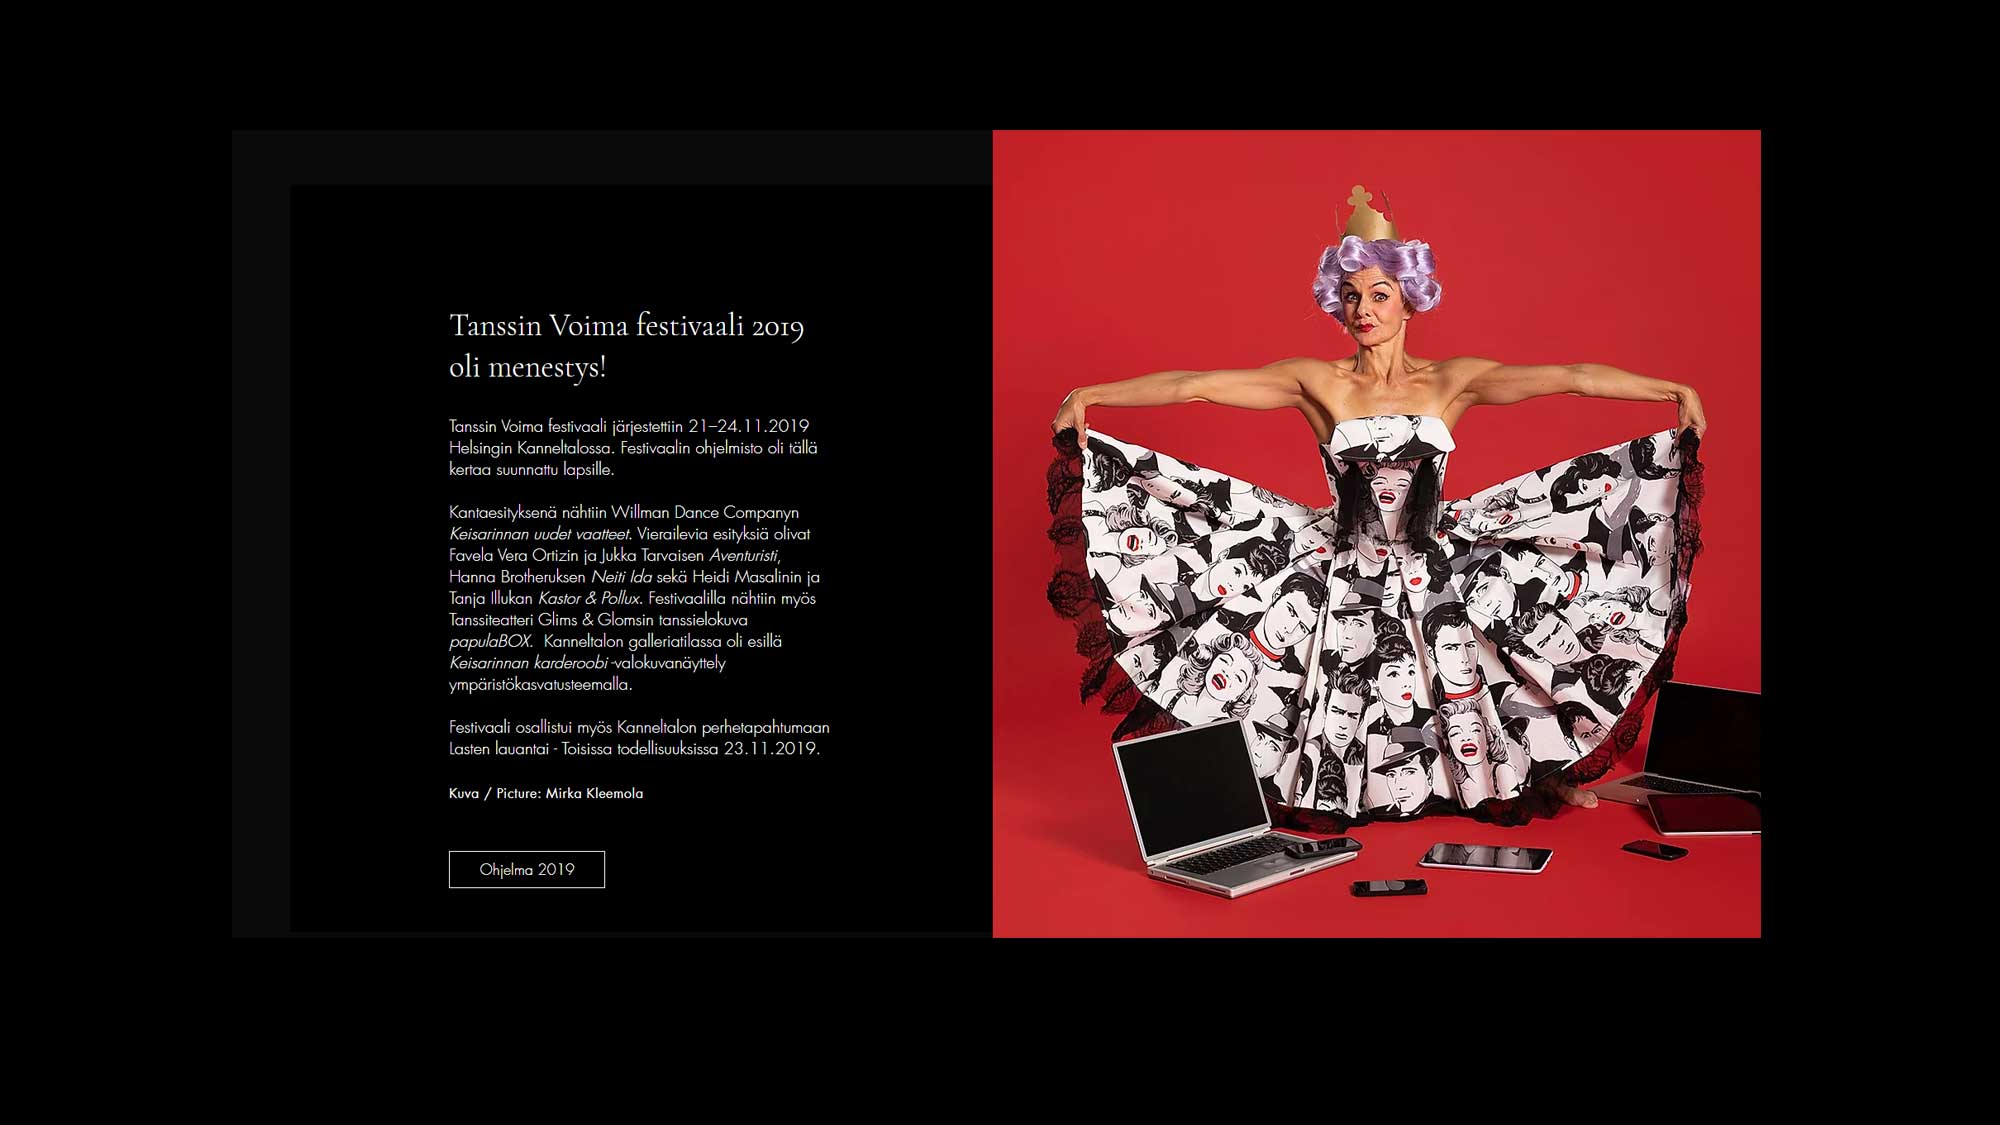 Tanssin Voima festivaali 2019
oli menestys!
Tanssin Voima festivaali järjestettiin 21–24.11.2019
Helsingin Kanneltalossa. Festivaalin ohjelmisto oli tällä
kertaa suunnattu lapsille.
Kantaesityksenä nähtiin Willman Dance Companyn
Keisarinnan uudet vaatteet. Vierailevia esityksiä olivat
Favela Vera Ortizin ja Jukka Tarvaisen Aventuristi,
Hanna Brotheruksen Neiti Ida sekä Heidi Masalinin ja
Tanja Illukan Kastor & Pollux. Festivaalilla nähtiin myös
Tanssiteatteri Glims & Glomsin tanssielokuva
papulaBOX. Kanneltalon galleriatilassa oli esillä
Keisarinnan karderoobi -valokuvanäyttely
ympäristökasvatusteemalla.
Festivaali osallistui myös Kanneltalon perhetapahtumaan
Lasten lauantai - Toisissa todellisuuksissa 23.11.2019.
Kuva / Picture: Mirka Kleemola
Ohjelma 2019